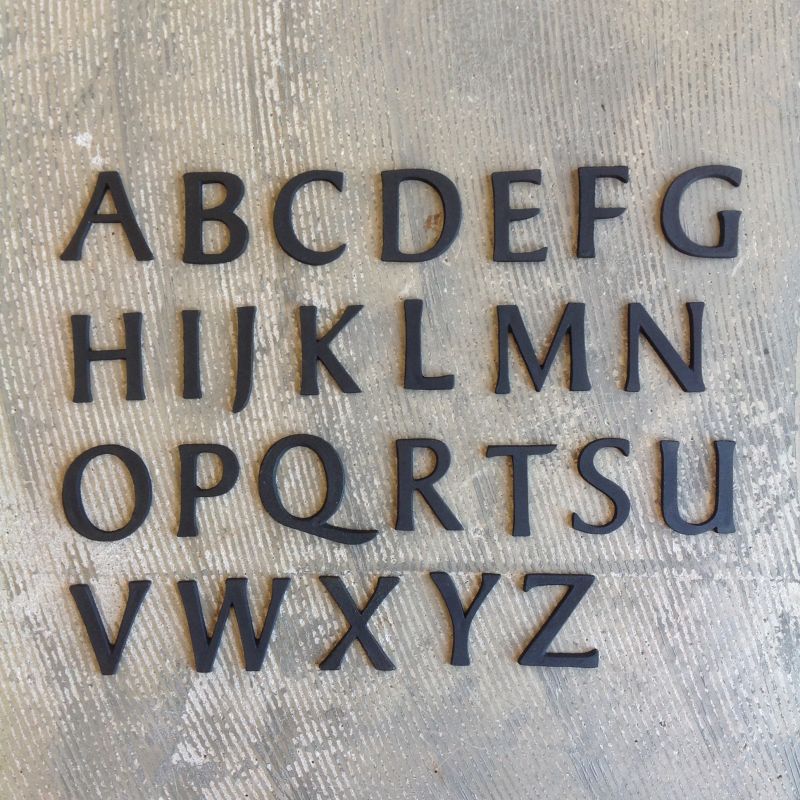 ABCDEFG
HIJKLMN
OPQRTSU
VWXYZ